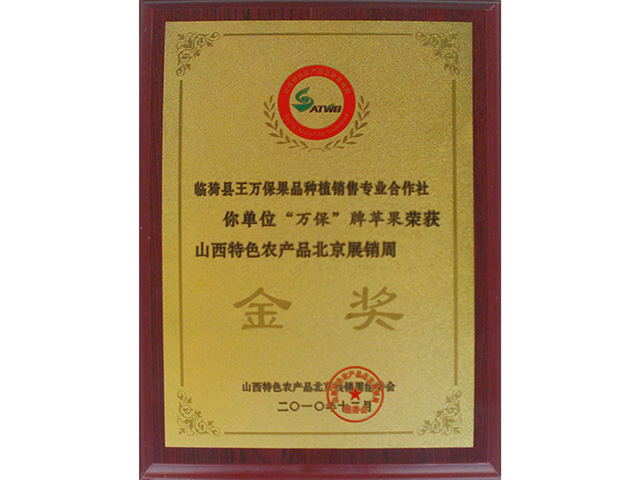 ATWB
临猗县王万保果品种植销售专业合作社
你单位“万保”牌苹果荣获
山西特色农产品北京展销周
金奖
山西特色农产品北京展销周组委会
二〇一〇年十二月